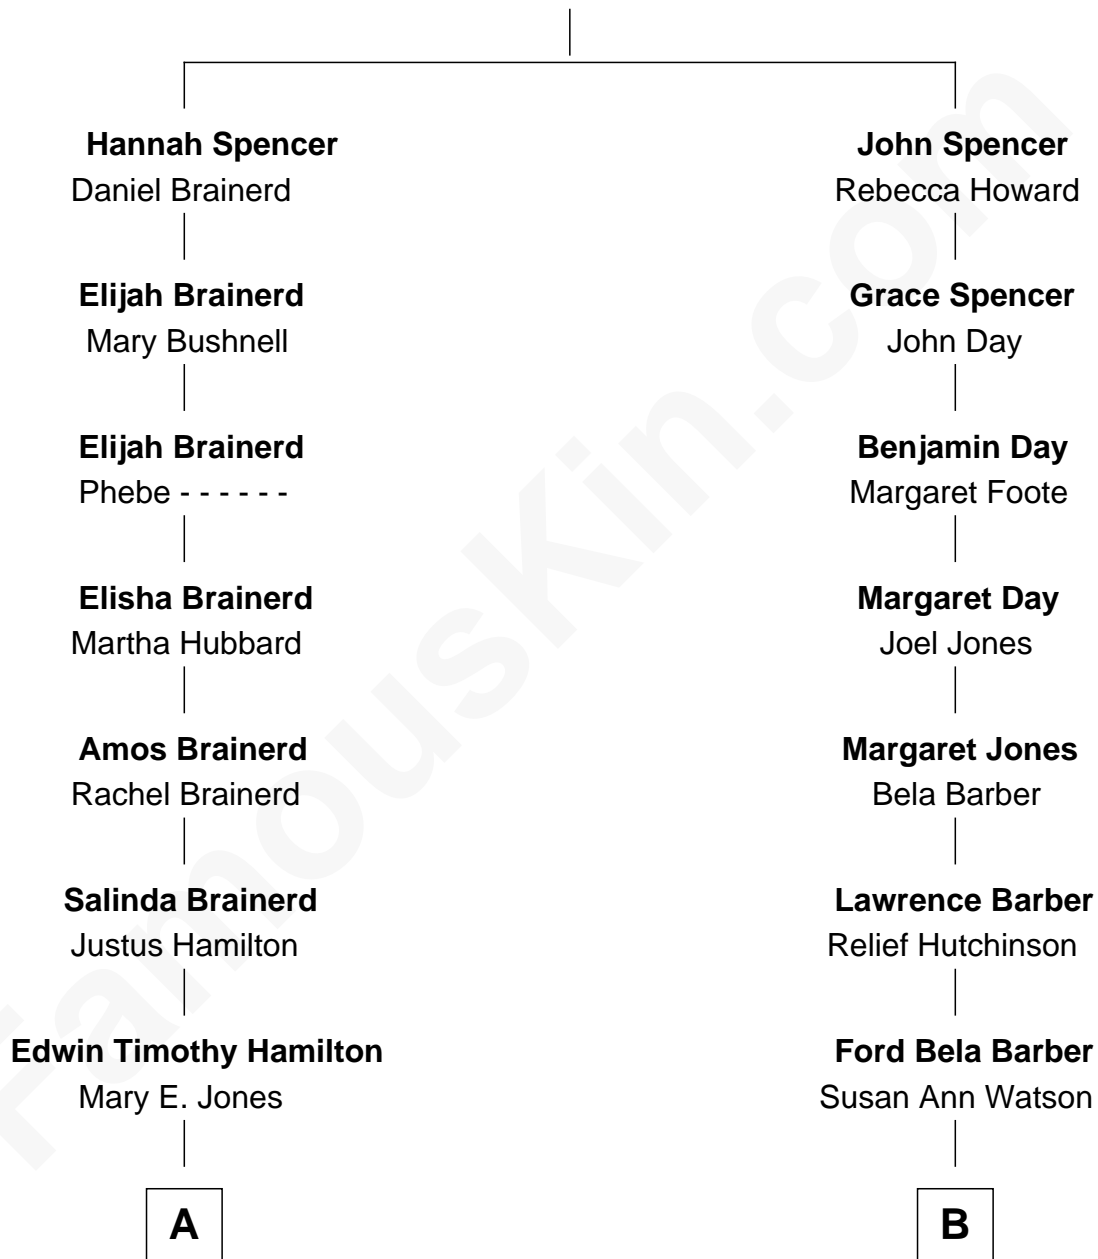 Hannah Spencer
Daniel Brainerd
Elijah Brainerd
Mary Bushnell
Elijah Brainerd
Phebe - - - - - -
Elisha Brainerd
Martha Hubbard
Amos Brainerd
Rachel Brainerd
Salinda Brainerd
Justus Hamilton
Edwin Timothy Hamilton
Mary E. Jones
A
John Spencer
Rebecca Howard
Grace Spencer
John Day
Benjamin Day
Margaret Foote
Margaret Day
Joel Jones
Margaret Jones
Bela Barber
Lawrence Barber
Relief Hutchinson
Ford Bela Barber
Susan Ann Watson
B
FamousKin.com